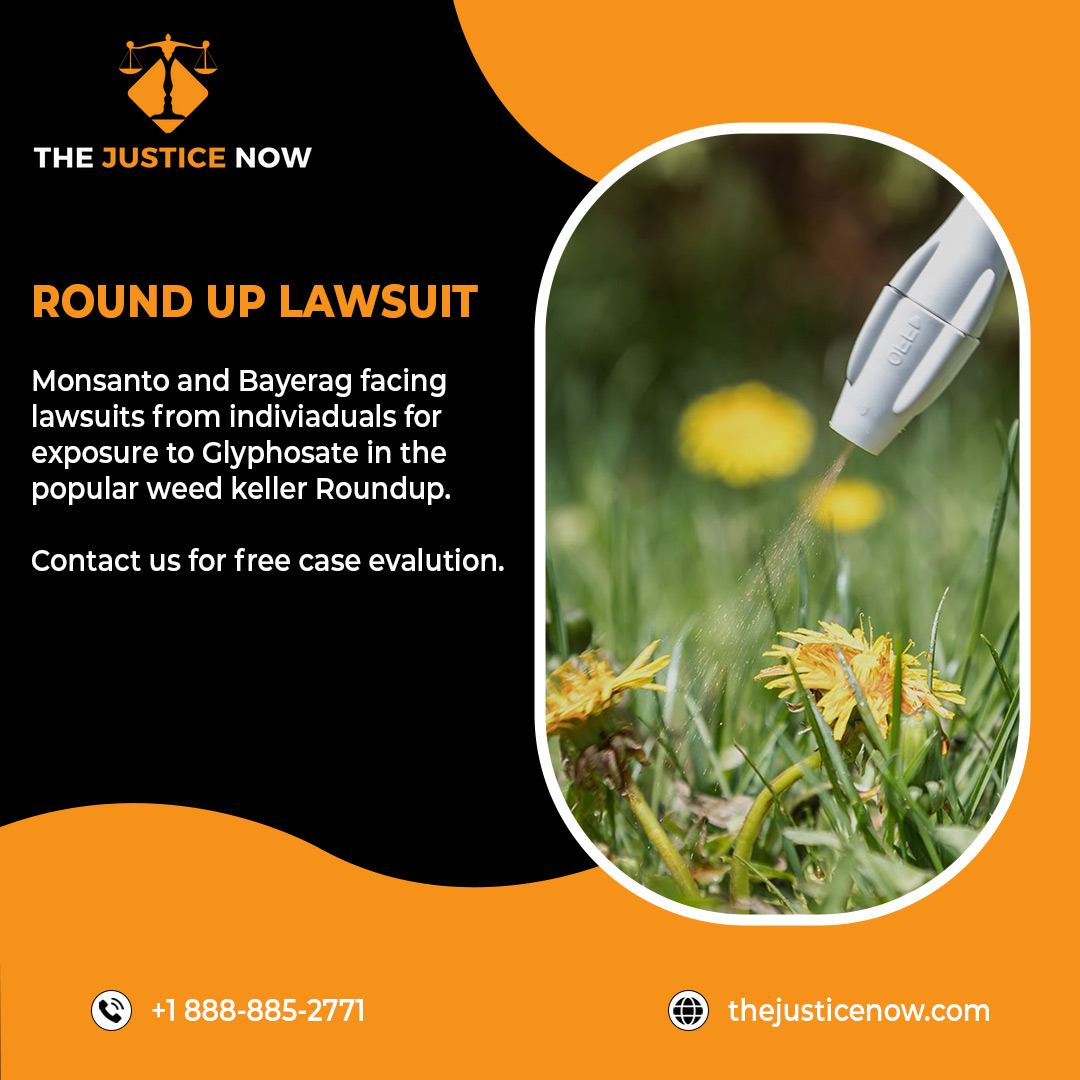 THE JUSTICE NOW
ROUND UP LAWSUIT
Monsanto and Bayerag facing
lawsuits from indiviaduals for
exposure to Glyphosate in the
popular weed keller Roundup.
Contact us for free case evalution.
OFF
+1 888-885-2771
thejusticenow.com